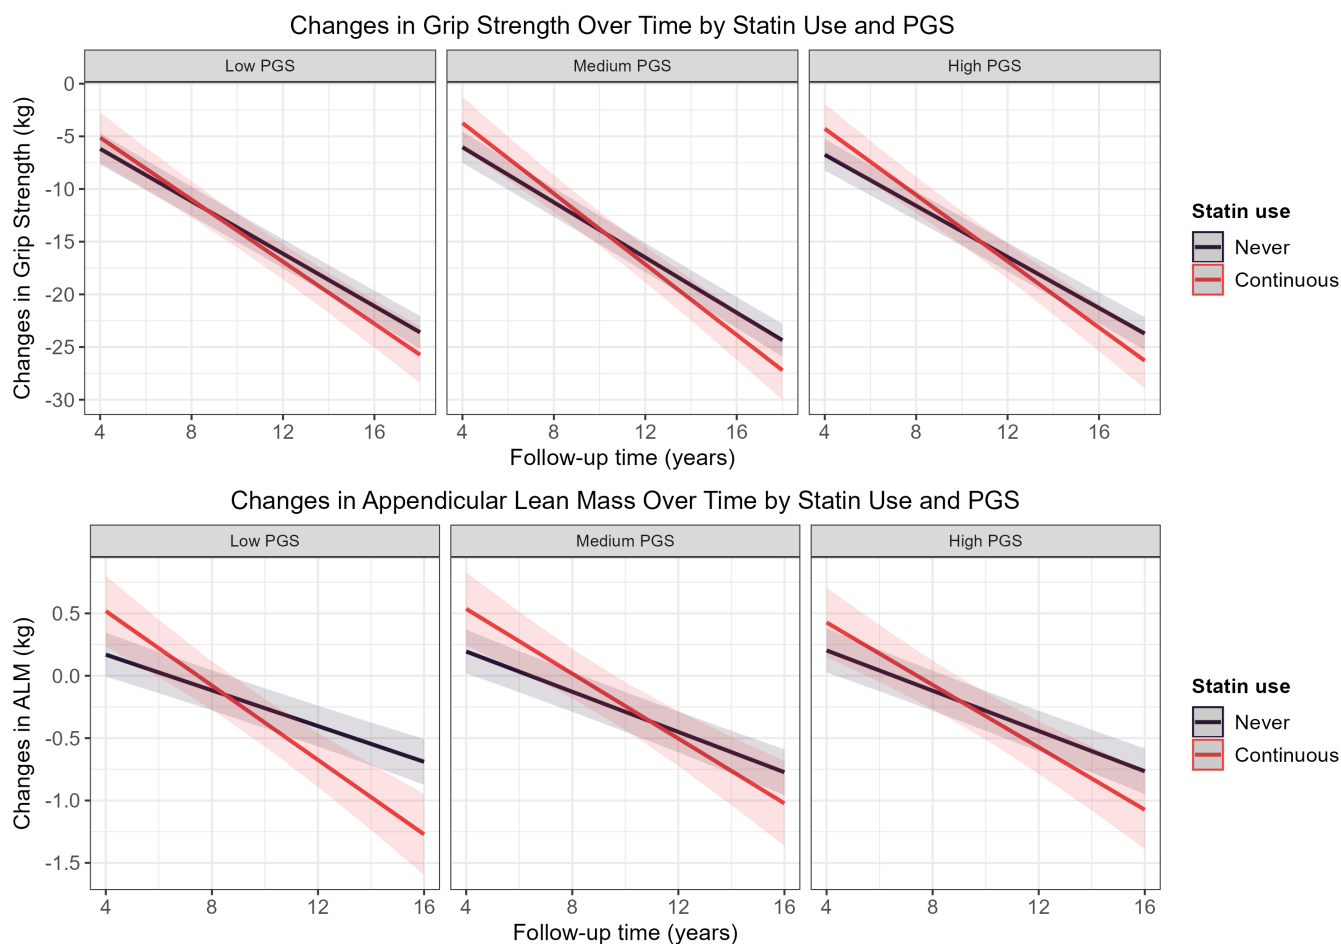 Changes in Grip Strength Over Time by Statin Use and PGS
Low PGS
Medium PGS
High PGS
Changes in Grip Strength (kg)
0
-5
-10
-15
-20
-25
-30
4 8 12 16
4 8 12 16
4 8 12 16
Follow-up time (years)
Statin use
Never
Continuous
Changes in Appendicular Lean Mass Over Time by Statin Use and PGS
Low PGS
Medium PGS
High PGS
Changes in ALM (kg)
0.5
0.0
-0.5
-1.0
-1.5
4 8 12 16
4 8 12 16
4 8 12 16
Follow-up time (years)
Statin use
Never
Continuous